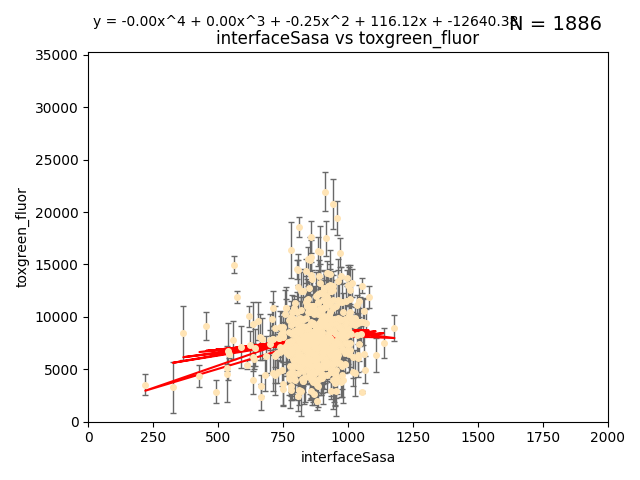 y = -0.00x^4 + 0.00x^3 + -0.25x^2 + 116.12x + -12640.38
N = 1886
interfaceSasa vs toxgreen_fluor
35000
30000
25000
20000
15000
10000
5000
0
toxgreen_fluor
0 250 500 750 1000 1250 1500 1750 2000
interfaceSasa